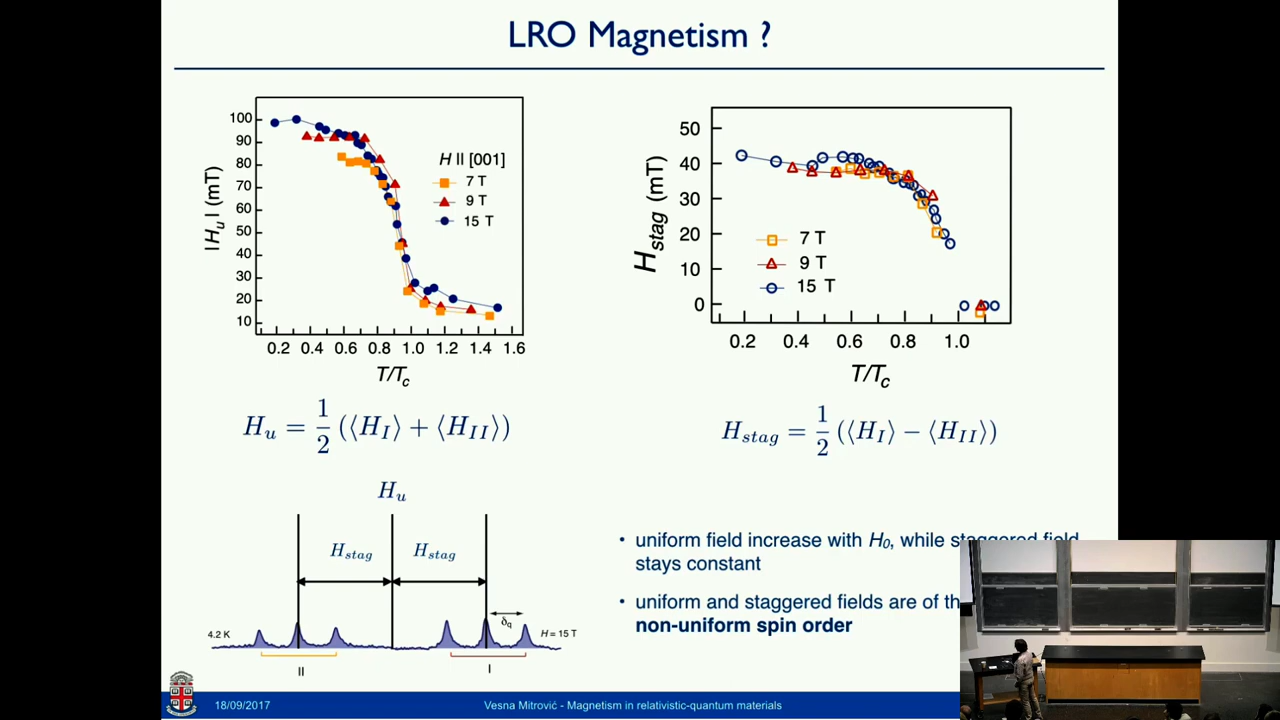 LRO Magnetism ?
100
90
80
70
60
50
40
30
20
10
|H_u| (mT)
H || [001]
7 T
9 T
15 T
0.2 0.4 0.6 0.8 1.0 1.2 1.4 1.6
T/T_c
50
40
30
20
10
0
H_stag (mT)
7 T
9 T
15 T
0.2 0.4 0.6 0.8 1.0
T/T_c
H_u = 1/2 (⟨H_I⟩ + ⟨H_II⟩)
H_stag = 1/2 (⟨H_I⟩ − ⟨H_II⟩)
H_u
H_stag H_stag
δ_q
4.2 K
H = 15 T
II
I
• uniform field increase with H_0, while staggered field
stays constant
• uniform and staggered fields are of
non-uniform spin order
18/09/2017
Vesna Mitrović - Magnetism in relativistic-quantum materials